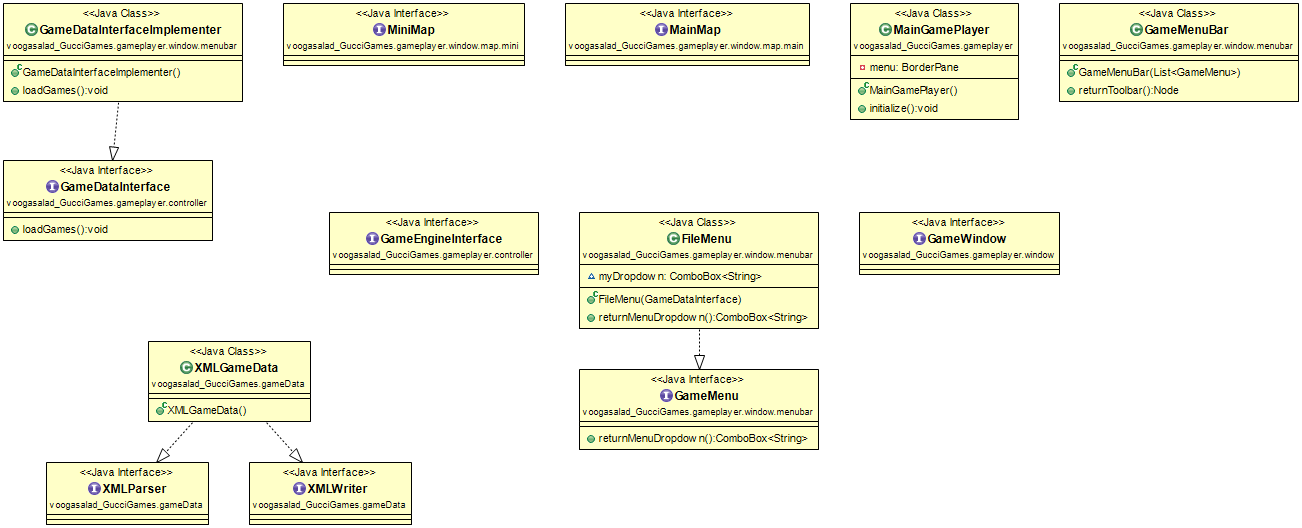 <<Java Class>>
GameDataInterfaceImplementer
voogasalad_GucciGames.gameplayer.window.menubar
GameDataInterfaceImplementer()
loadGames():void
<<Java Interface>>
MiniMap
voogasalad_GucciGames.gameplayer.window.map.mini
<<Java Interface>>
MainMap
voogasalad_GucciGames.gameplayer.window.map.main
<<Java Class>>
MainGamePlayer
voogasalad_GucciGames.gameplayer
menu: BorderPane
MainGamePlayer()
initialize():void
<<Java Class>>
GameMenuBar
voogasalad_GucciGames.gameplayer.window.menubar
GameMenuBar(List<GameMenu>)
returnToolbar():Node
<<Java Interface>>
GameDataInterface
voogasalad_GucciGames.gameplayer.controller
loadGames():void
<<Java Interface>>
GameEngineInterface
voogasalad_GucciGames.gameplayer.controller
<<Java Class>>
FileMenu
voogasalad_GucciGames.gameplayer.window.menubar
myDropdown: ComboBox<String>
FileMenu(GameDataInterface)
returnMenuDropdown():ComboBox<String>
<<Java Interface>>
GameWindow
voogasalad_GucciGames.gameplayer.window
<<Java Class>>
XMLGameData
voogasalad_GucciGames.gameData
XMLGameData()
<<Java Interface>>
GameMenu
voogasalad_GucciGames.gameplayer.window.menubar
returnMenuDropdown():ComboBox<String>
<<Java Interface>>
XMLParser
voogasalad_GucciGames.gameData
<<Java Interface>>
XMLWriter
voogasalad_GucciGames.gameData